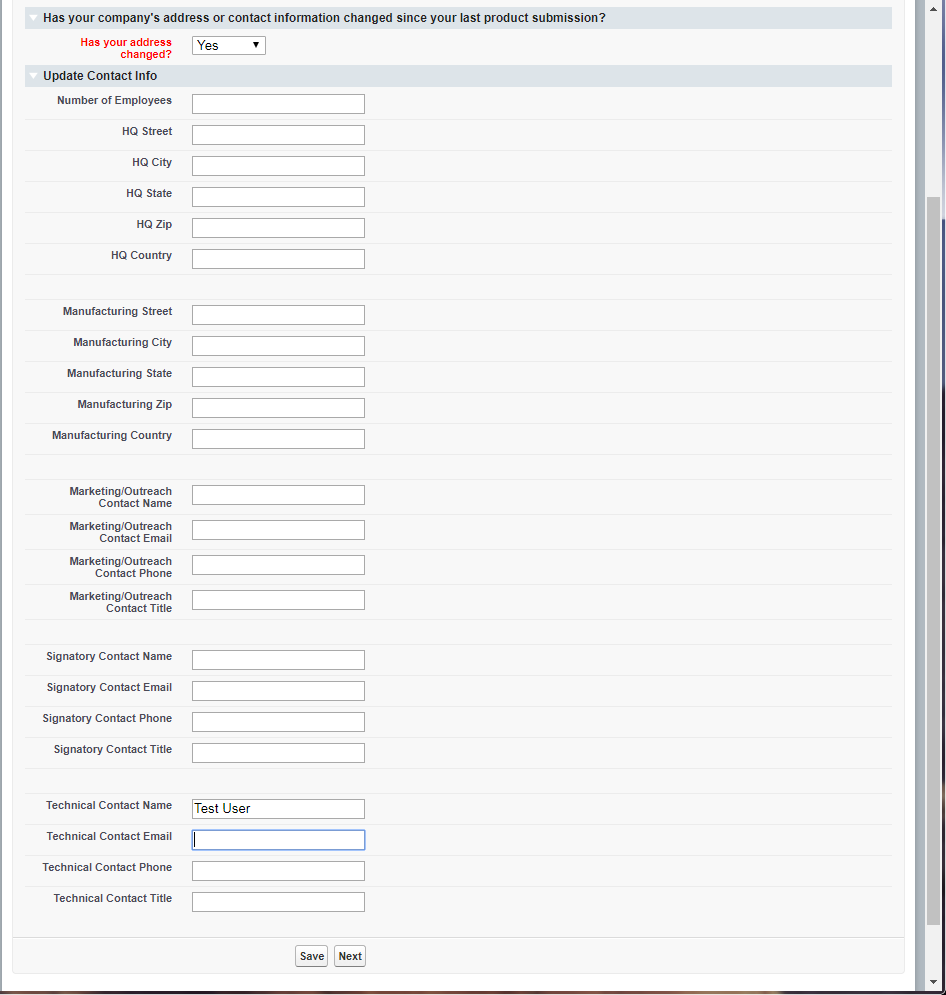 Has your company's address or contact information changed since your last product submission?
Has your address
changed?
Yes
Update Contact Info
Number of Employees
HQ Street
HQ City
HQ State
HQ Zip
HQ Country
Manufacturing Street
Manufacturing City
Manufacturing State
Manufacturing Zip
Manufacturing Country
Marketing/Outreach
Contact Name
Marketing/Outreach
Contact Email
Marketing/Outreach
Contact Phone
Marketing/Outreach
Contact Title
Signatory Contact Name
Signatory Contact Email
Signatory Contact Phone
Signatory Contact Title
Technical Contact Name Test User
Technical Contact Email
Technical Contact Phone
Technical Contact Title
Save Next